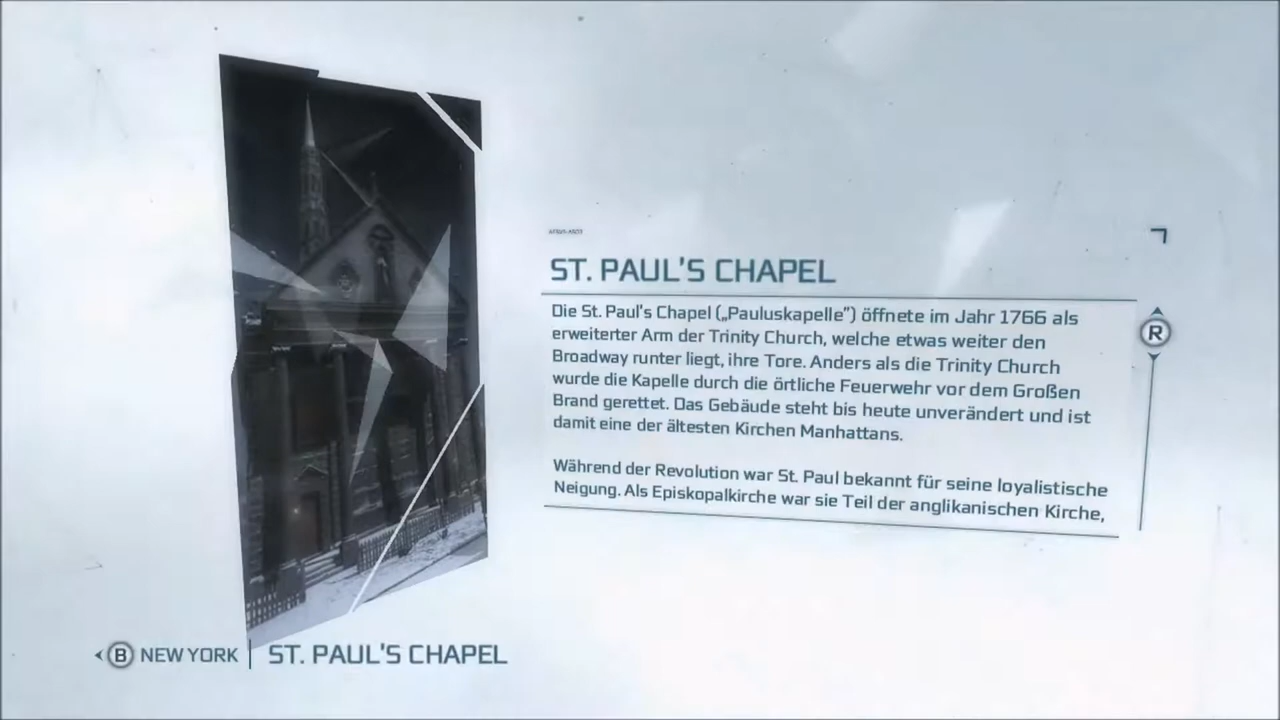 ST. PAUL'S CHAPEL
Die St. Paul's Chapel („Pauluskapelle") öffnete im Jahr 1766 als
erweiterter Arm der Trinity Church, welche etwas weiter den
Broadway runter liegt, ihre Tore. Anders als die Trinity Church
wurde die Kapelle durch die örtliche Feuerwehr vor dem Großen
Brand gerettet. Das Gebäude steht bis heute unverändert und ist
damit eine der ältesten Kirchen Manhattans.
Während der Revolution war St. Paul bekannt für seine loyalistische
Neigung. Als Episkopalkirche war sie Teil der anglikanischen Kirche,
R
B NEW YORK | ST. PAUL'S CHAPEL